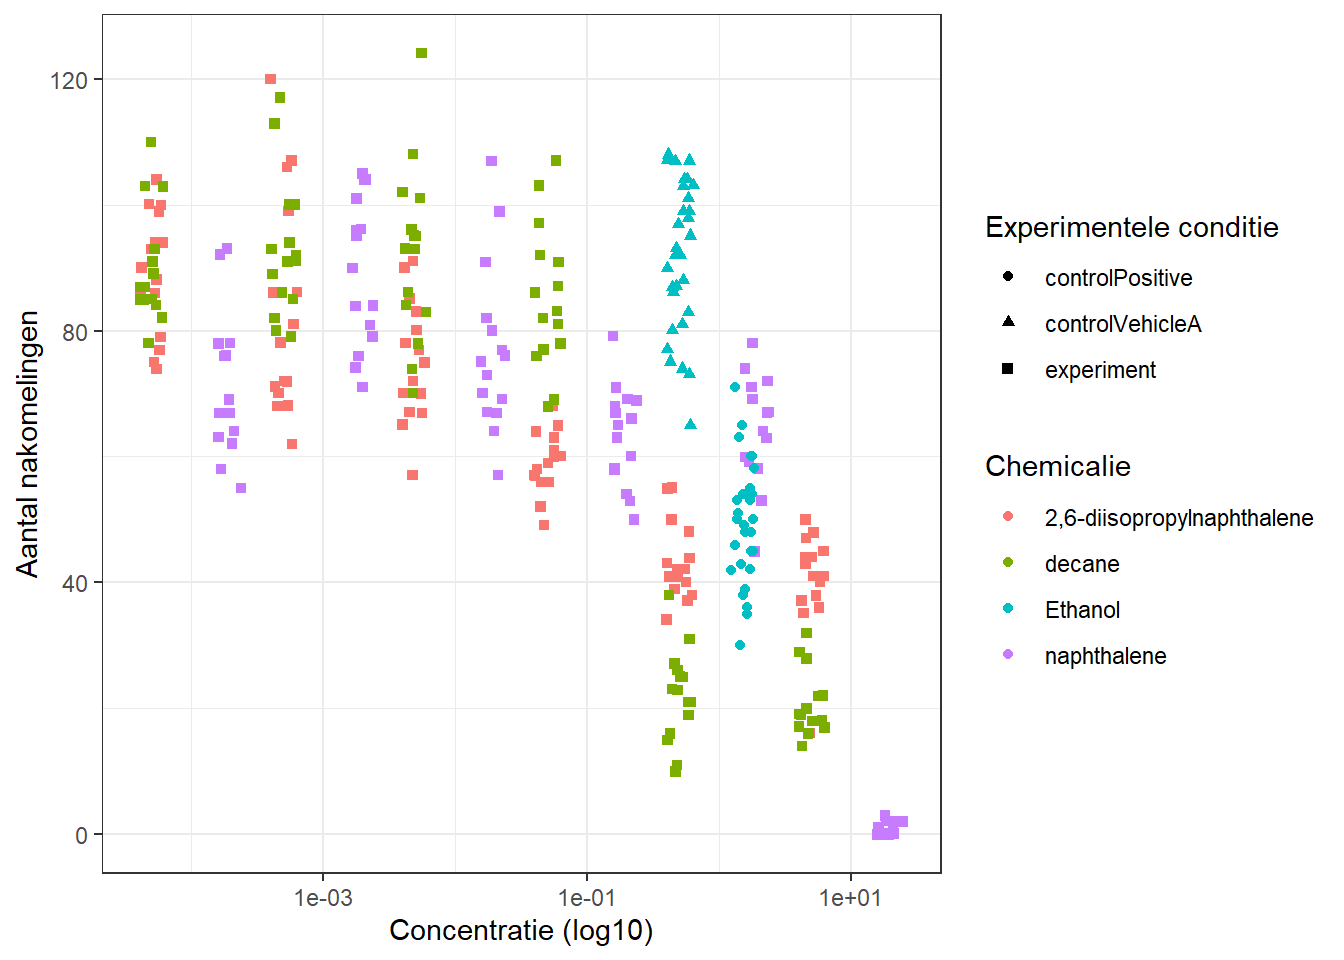 Aantal nakomelingen
120
80
40
0
1e-03
1e-01
1e+01
Concentratie (log10)
Experimentele conditie
controlPositive
controlVehicleA
experiment
Chemicalie
2,6-diisopropylnaphthalene
decane
Ethanol
naphthalene